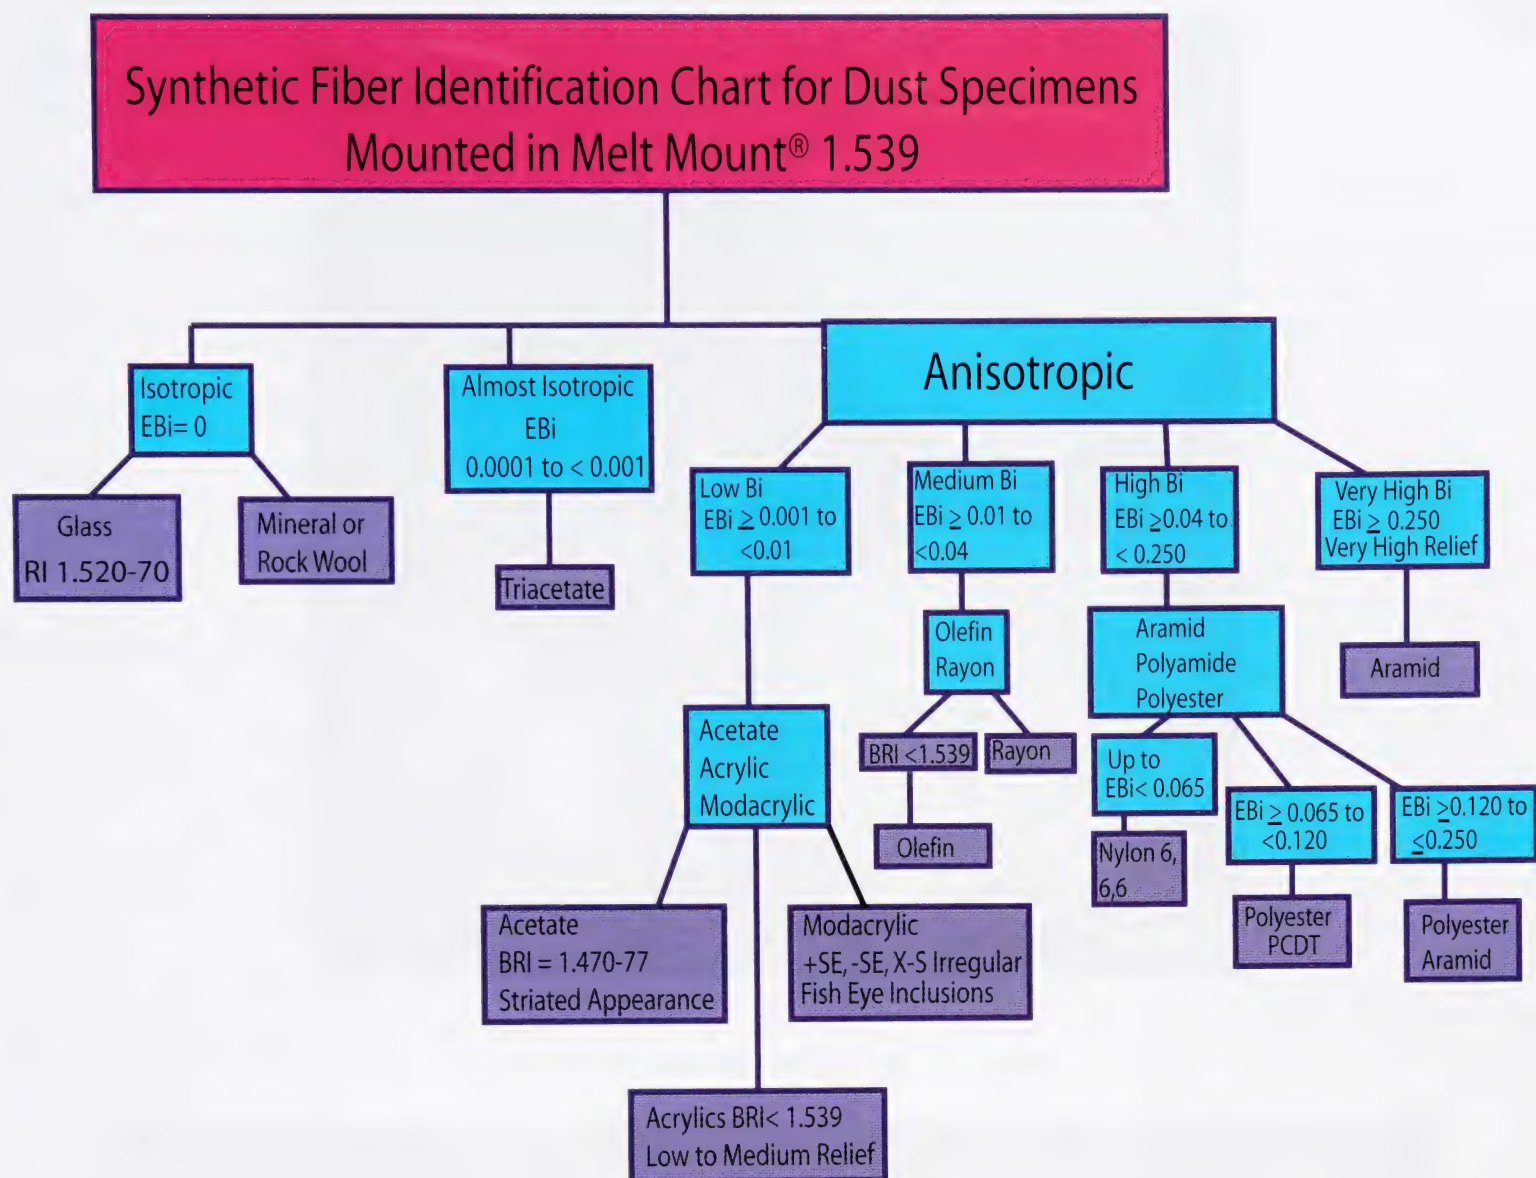 Synthetic Fiber Identification Chart for Dust Specimens
Mounted in Melt Mount® 1.539
Isotropic
EBi= 0
Almost Isotropic
EBi
0.0001 to < 0.001
Anisotropic
Glass
RI 1.520-70
Mineral or
Rock Wool
Triacetate
Low Bi
EBi ≥ 0.001 to
<0.01
Medium Bi
EBi ≥ 0.01 to
<0.04
High Bi
EBi ≥0.04 to
< 0.250
Very High Bi
EBi ≥ 0.250
Very High Relief
Acetate
Acrylic
Modacrylic
Olefin
Rayon
Aramid
Polyamide
Polyester
Aramid
BRI <1.539
Rayon
Olefin
Up to
EBi< 0.065
EBi ≥ 0.065 to
<0.120
EBi ≥0.120 to
≤0.250
Nylon 6,
6,6
Polyester
PCDT
Polyester
Aramid
Acetate
BRI = 1.470-77
Striated Appearance
Modacrylic
+SE, -SE, X-S Irregular
Fish Eye Inclusions
Acrylics BRI< 1.539
Low to Medium Relief